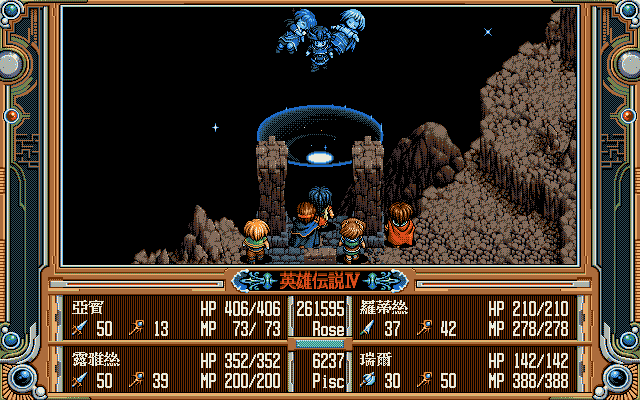 英雄伝説IV
亞賓 HP 406/406 261595 羅蒂絲 HP 210/210
50 13 MP 73/ 73 Rose 37 42 MP 278/278
露雅絲 HP 352/352 6237 瑞爾 HP 142/142
50 39 MP 200/200 Pisc 30 50 MP 388/388